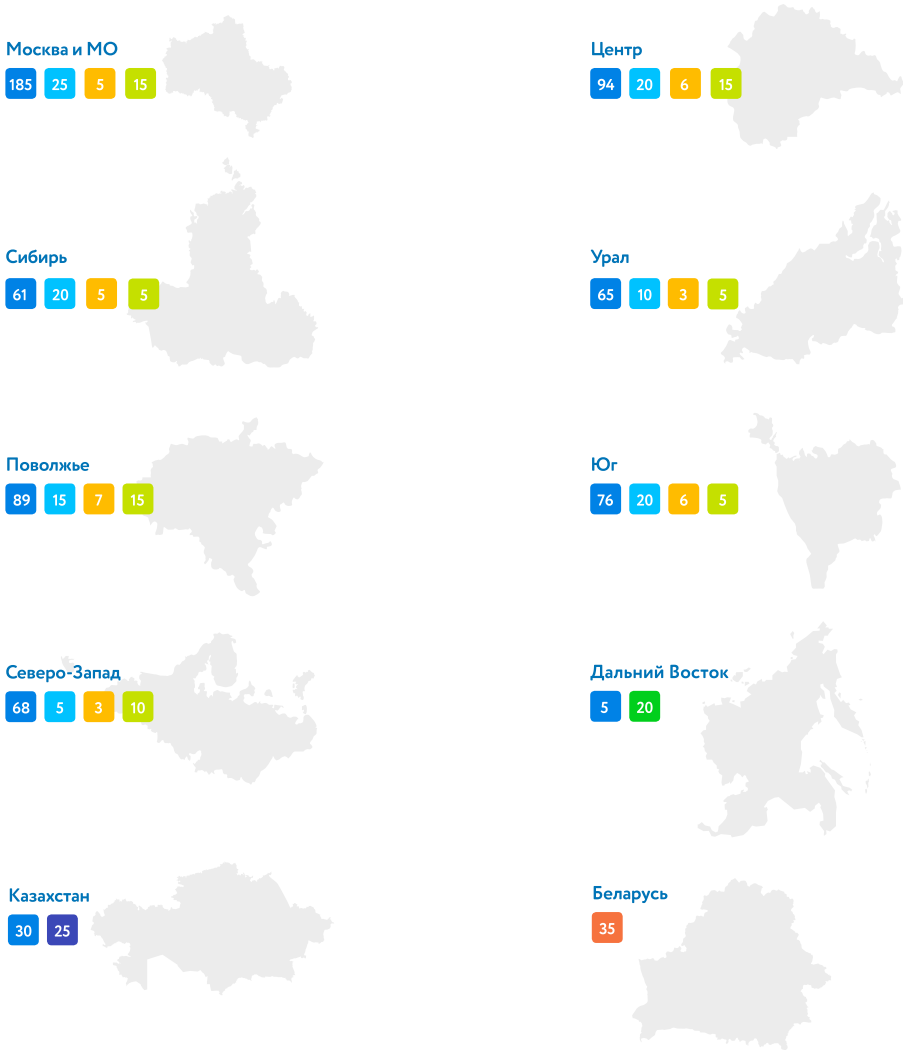 Москва и МО
185 25 5 15
Центр
94 20 6 15
Сибирь
61 20 5 5
Урал
65 10 3 5
Поволжье
89 15 7 15
Юг
76 20 6 5
Северо-Запад
68 5 3 10
Дальний Восток
5 20
Казахстан
30 25
Беларусь
35